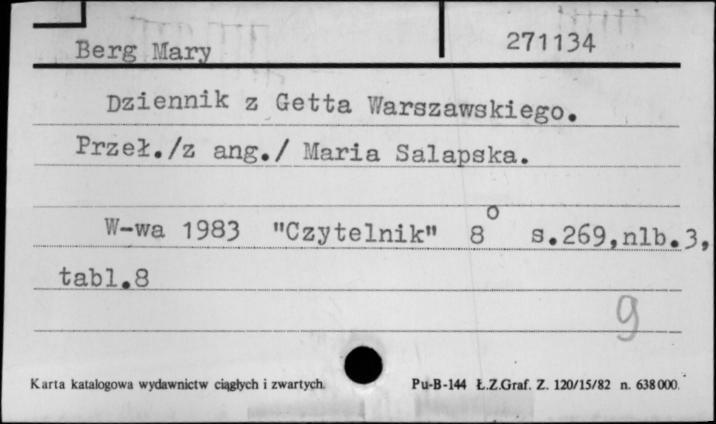 Berg Mary 271134
Dziennik z Getta Warszawskiego.
Przeł./z ang./ Maria Salapska.
W-wa 1983 "Czytelnik" 8° s.269,nlb.3,
tabl.8
9
Karta katalogowa wydawnictw ciągłych i zwartych. Pu-B-144 Ł.Z.Graf. Z. 120/15/82 n. 638000.